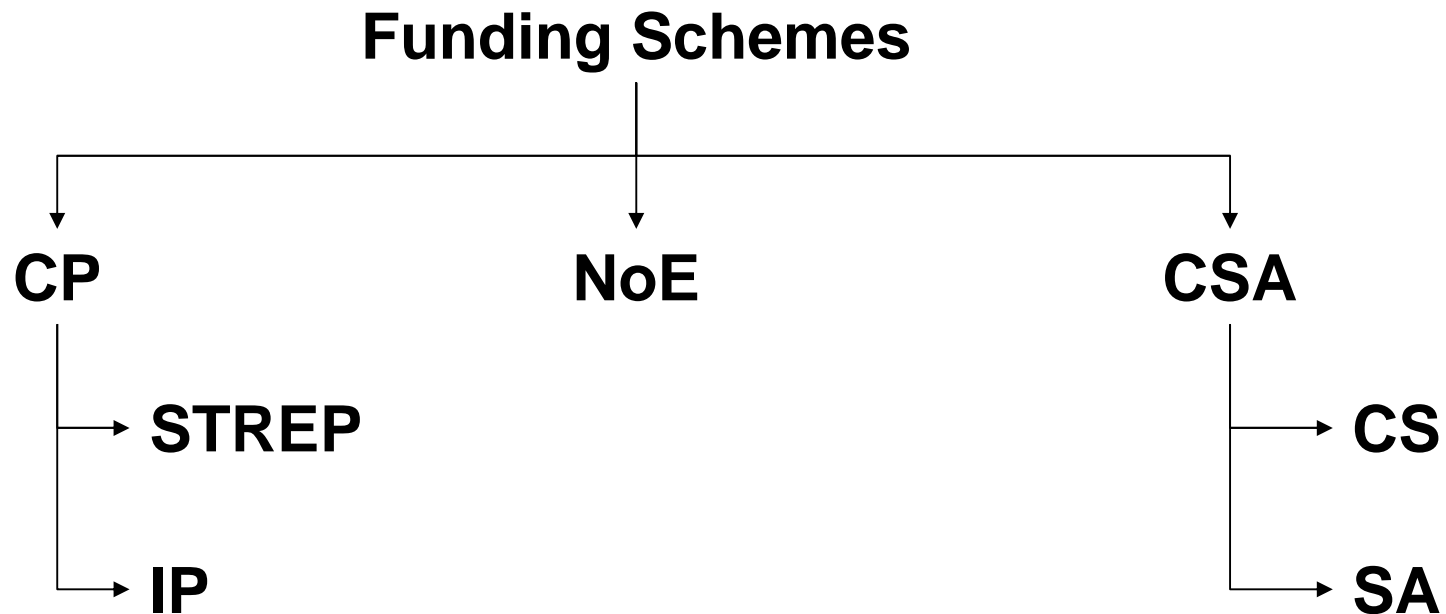 Funding Schemes
CP
NoE
CSA
STREP
CS
IP
SA